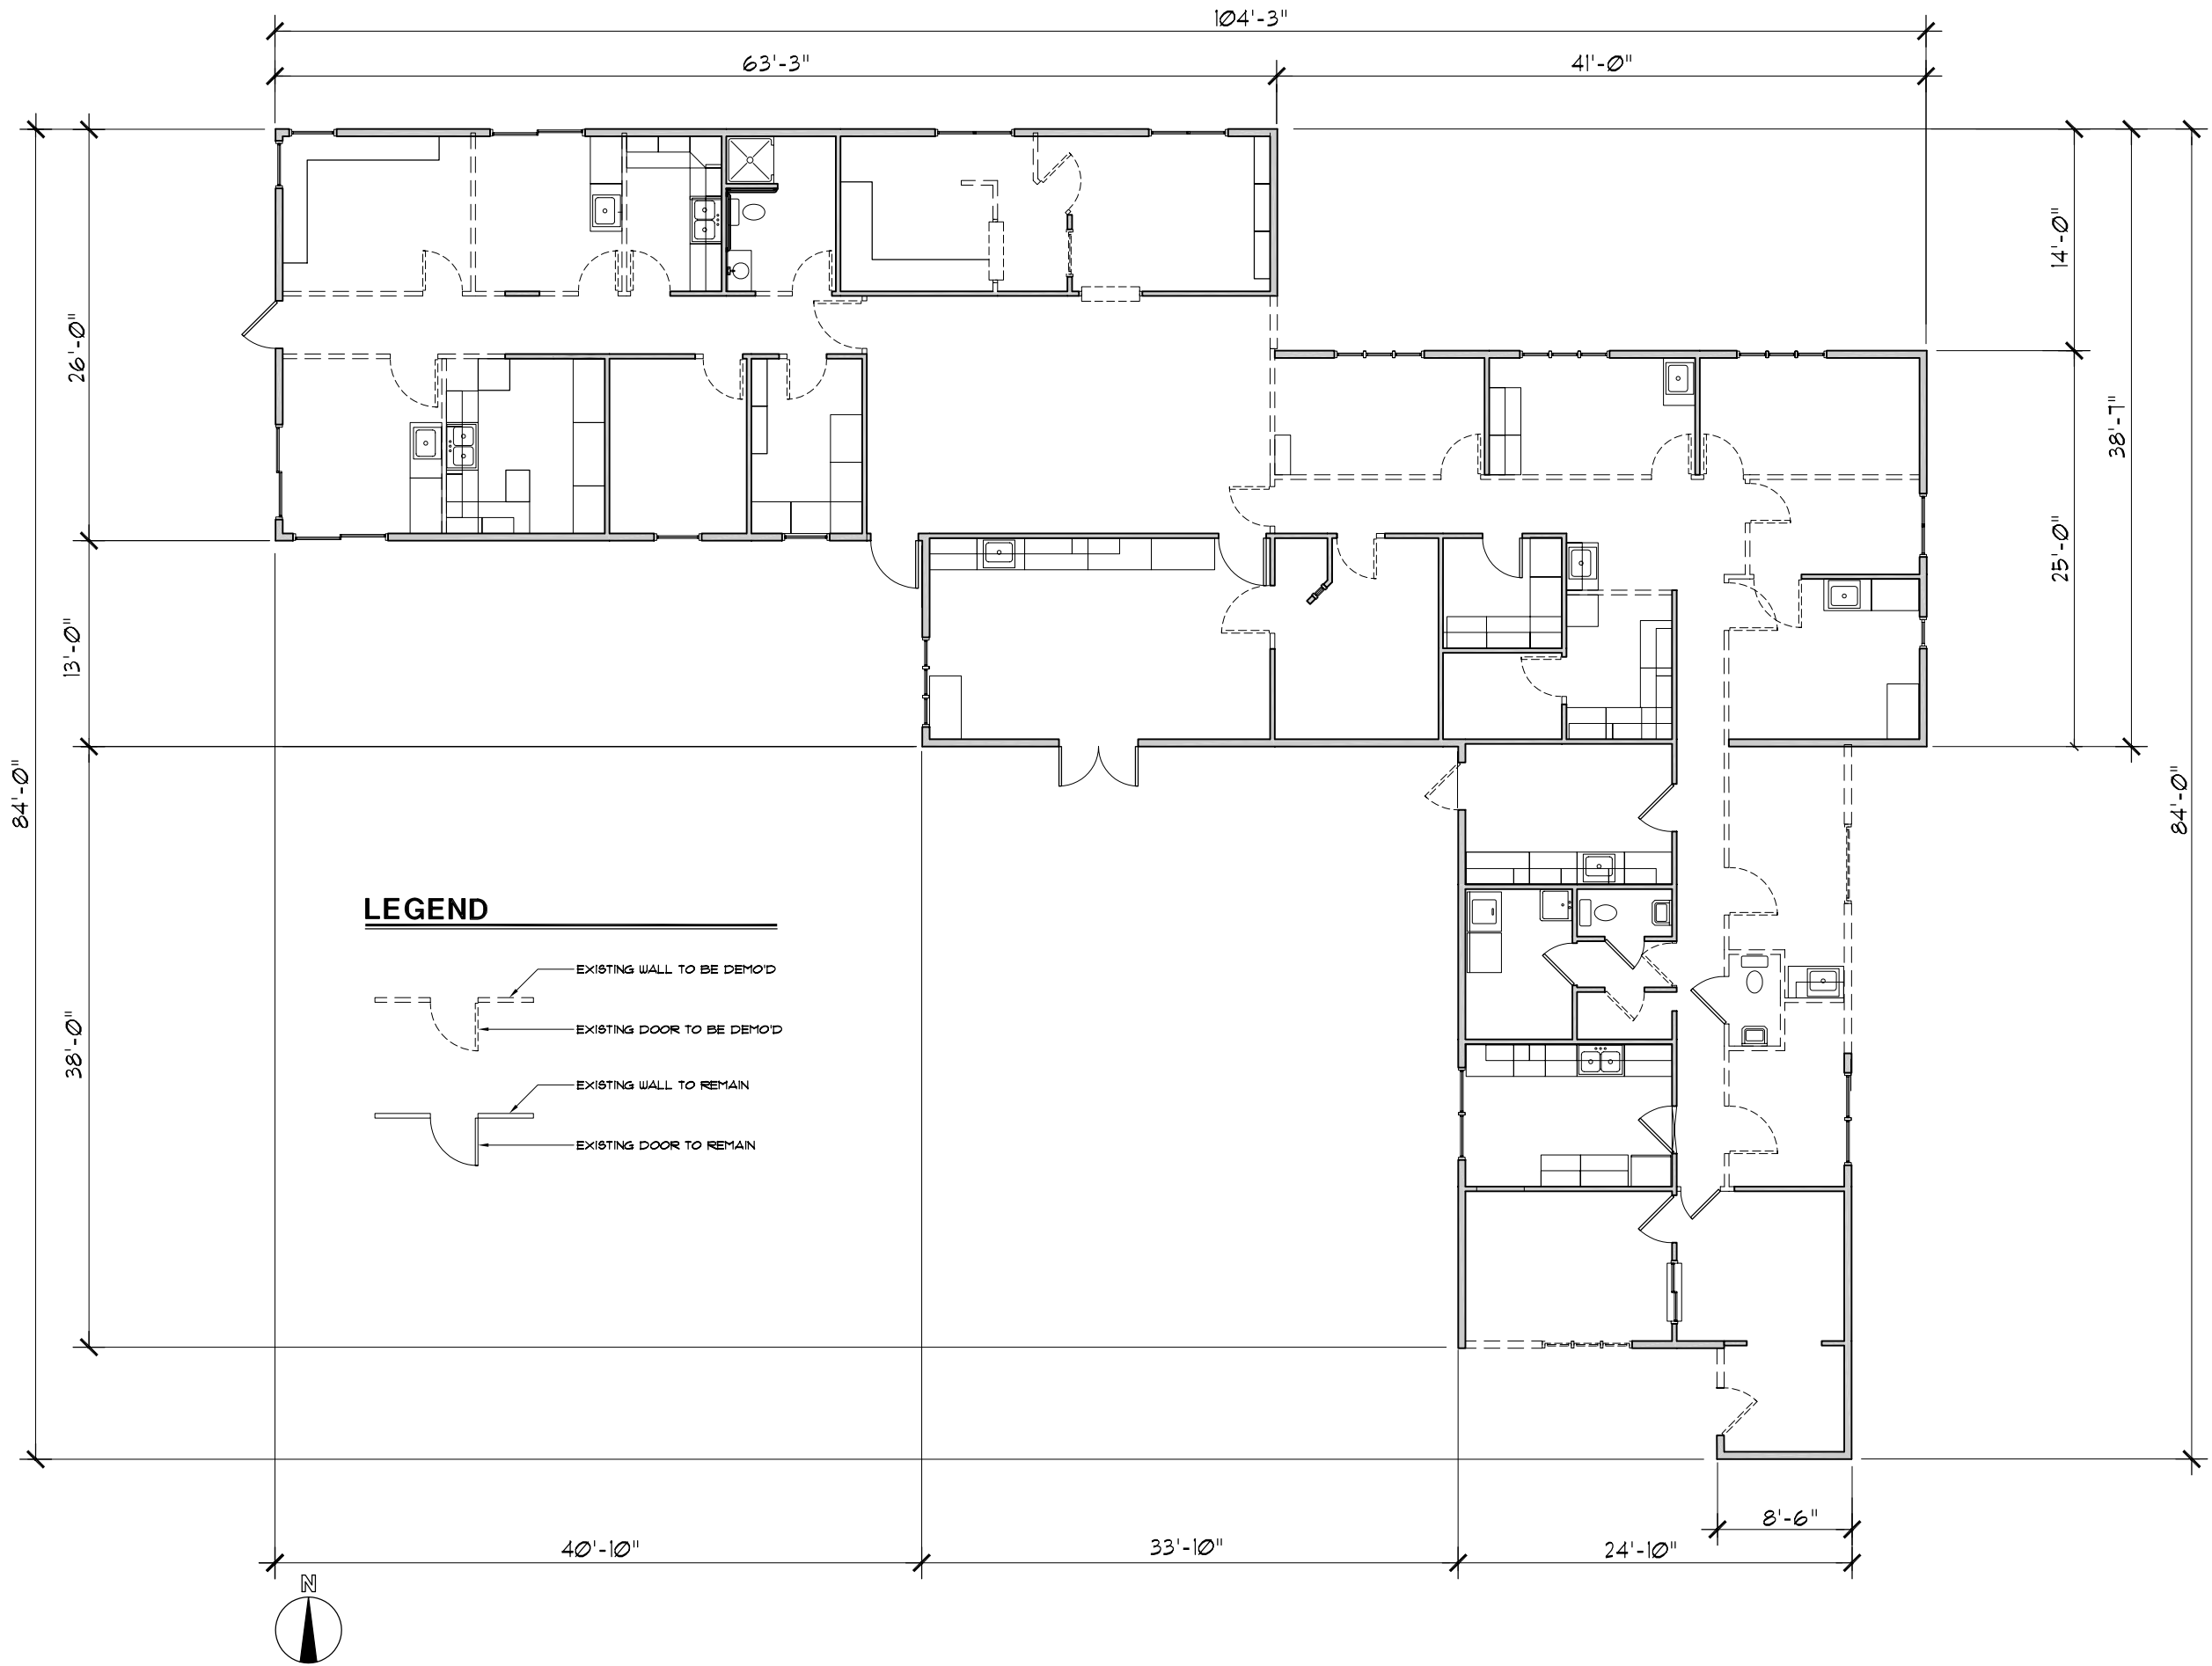 104'-3"
63'-3"
41'-0"
14'-0"
26'-0"
38'-7"
25'-0"
13'-0"
84'-0"
84'-0"
LEGEND
EXISTING WALL TO BE DEMO'D
EXISTING DOOR TO BE DEMO'D
38'-0"
EXISTING WALL TO REMAIN
EXISTING DOOR TO REMAIN
8'-6"
40'-10"
33'-10"
24'-10"
N